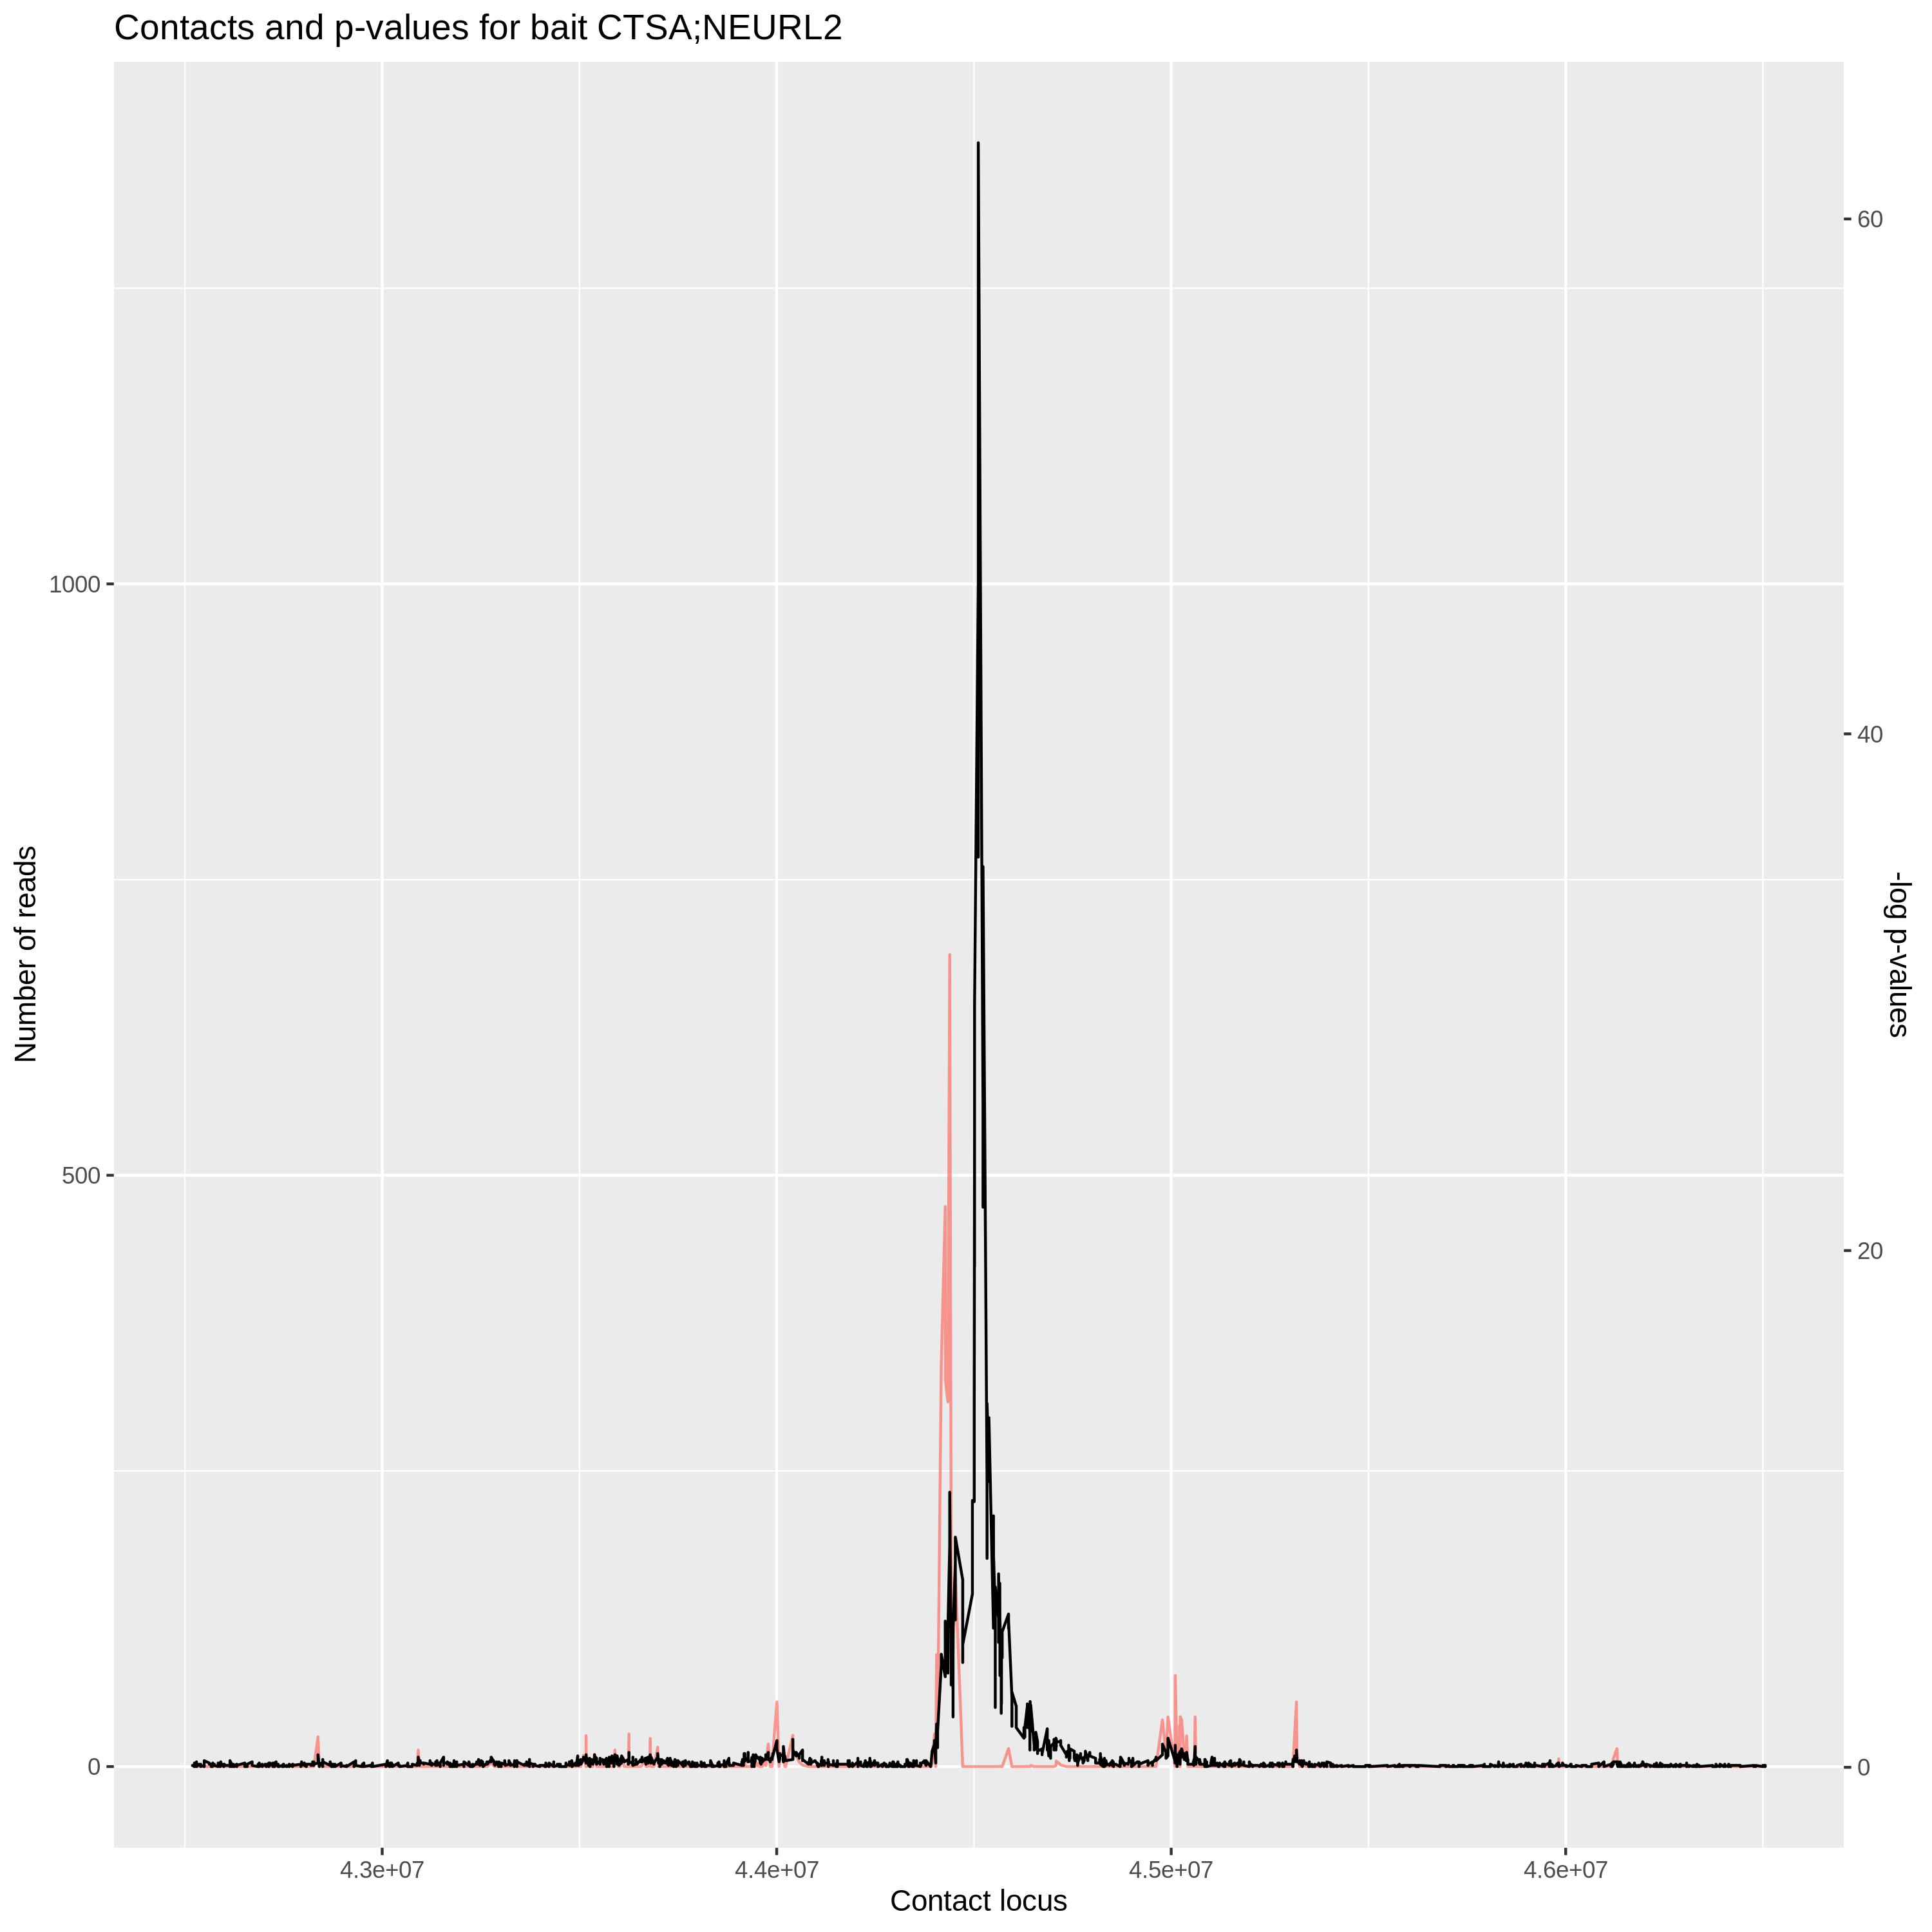 Contacts and p-values for bait CTSA;NEURL2
60
1000
40
Number of reads
-log p-values
500
20
0
0
4.3e+07
4.4e+07
4.5e+07
4.6e+07
Contact locus